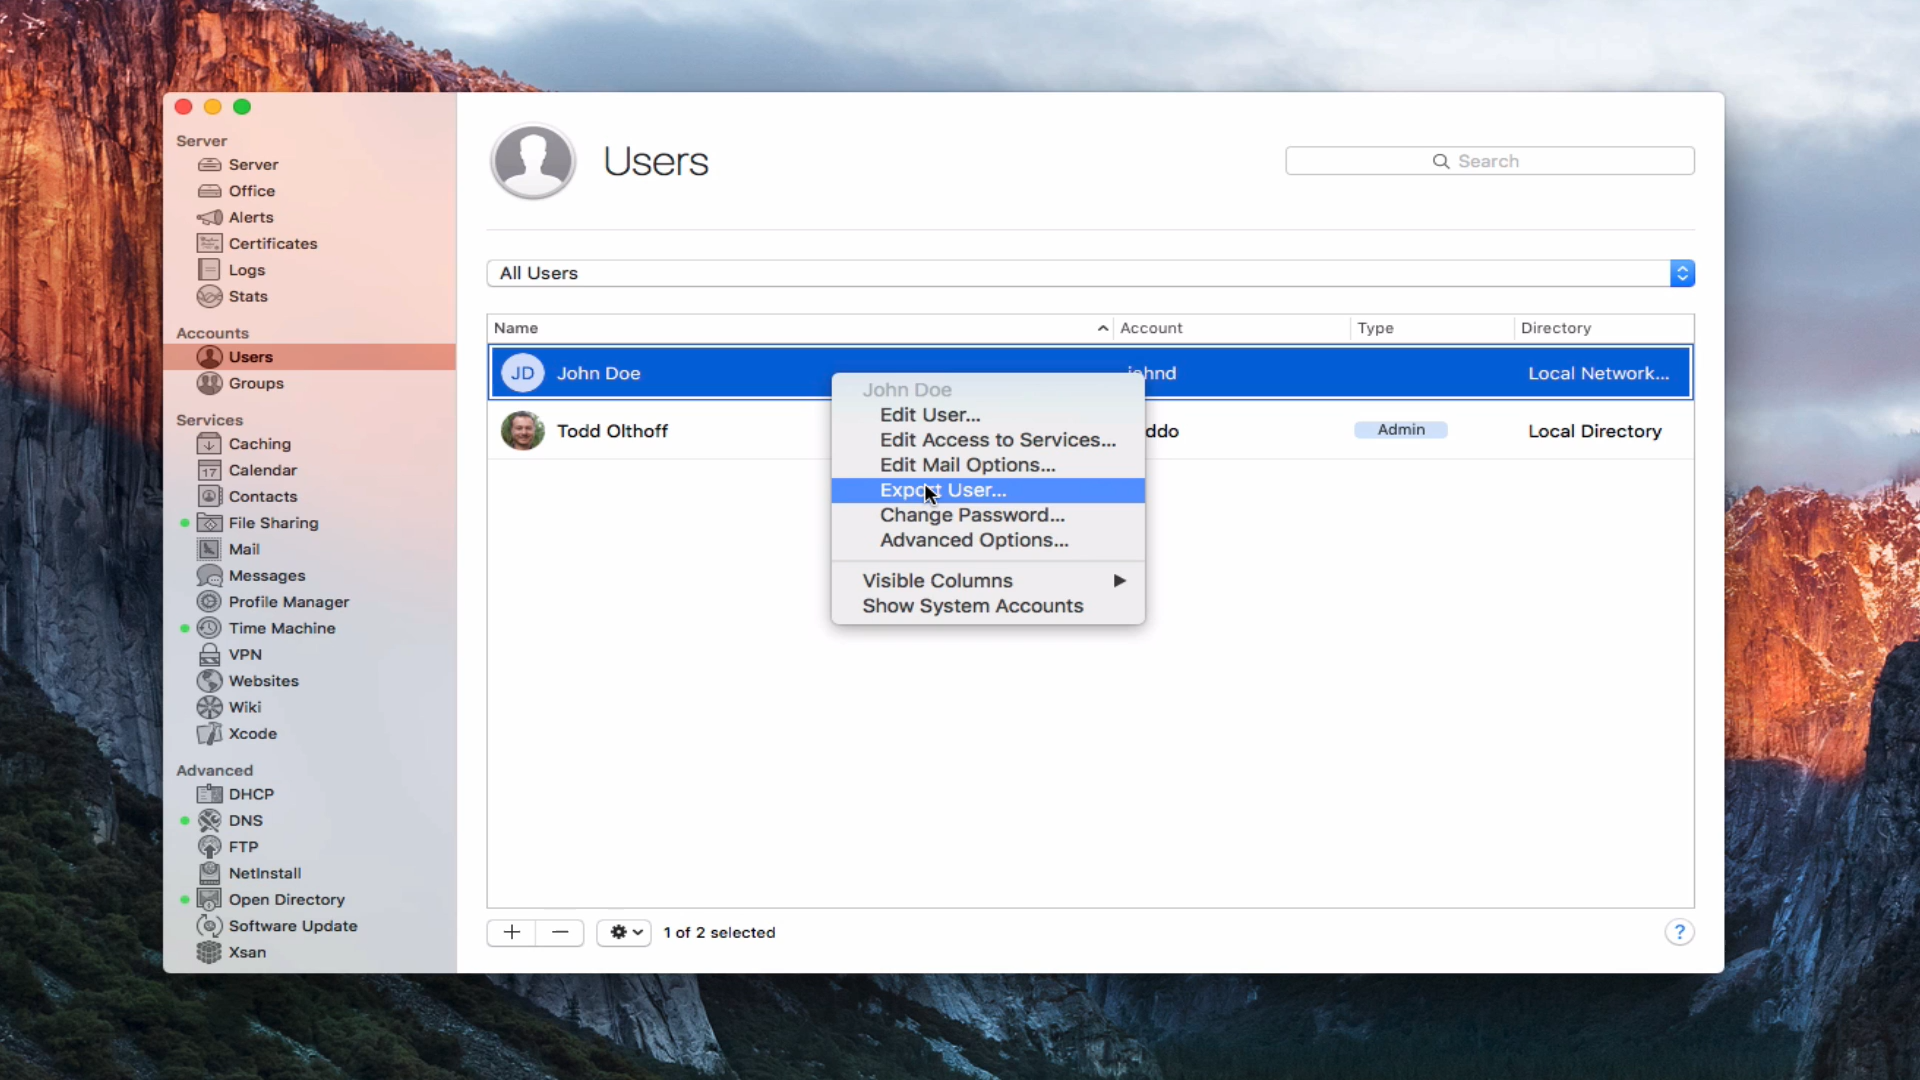 Server
Server
Office
Alerts
Certificates
Logs
Stats
Accounts
Users
Groups
Services
Caching
17 Calendar
Contacts
File Sharing
Mail
Messages
Profile Manager
Time Machine
VPN
Websites
Wiki
Xcode
Advanced
DHCP
DNS
FTP
NetInstall
Open Directory
Software Update
Xsan
Users
Search
All Users
Name Account Type Directory
JD John Doe johnd Local Network...
Todd Olthoff ddo Admin Local Directory
John Doe
Edit User...
Edit Access to Services...
Edit Mail Options...
Export User...
Change Password...
Advanced Options...
Visible Columns
Show System Accounts
1 of 2 selected
?